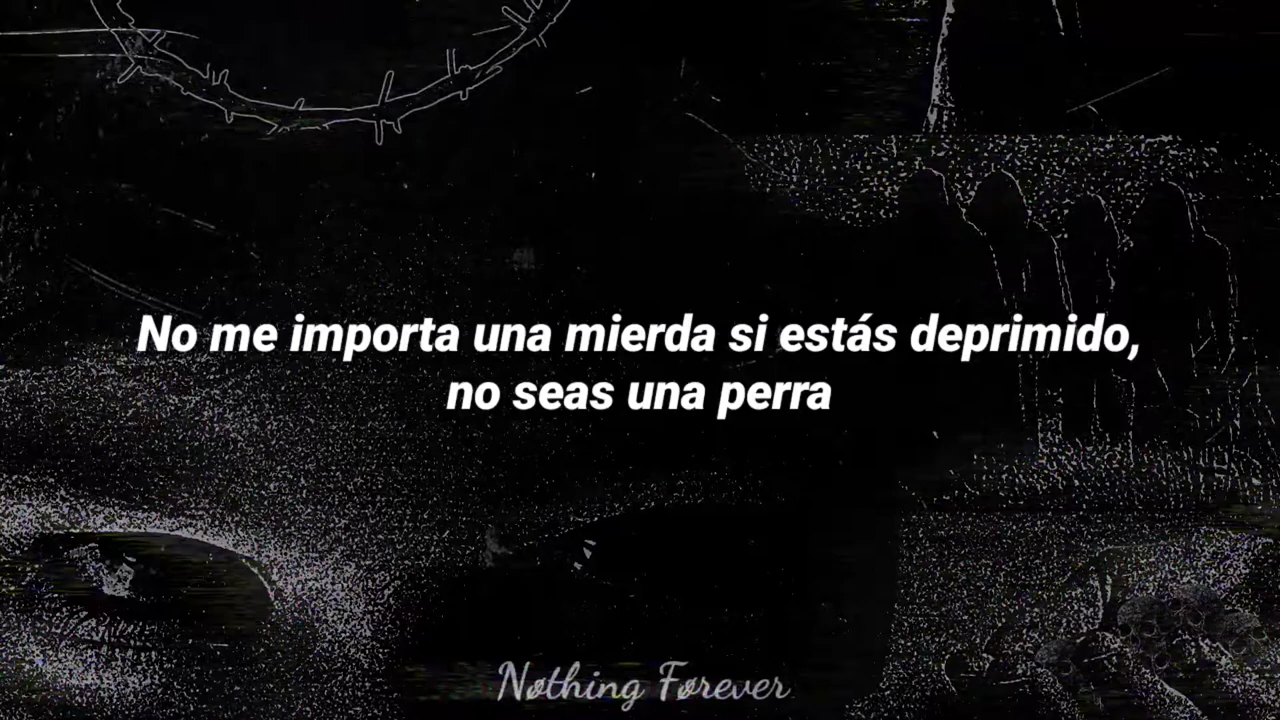 No me importa una mierda si estás deprimido,
no seas una perra
Nøthing Førever